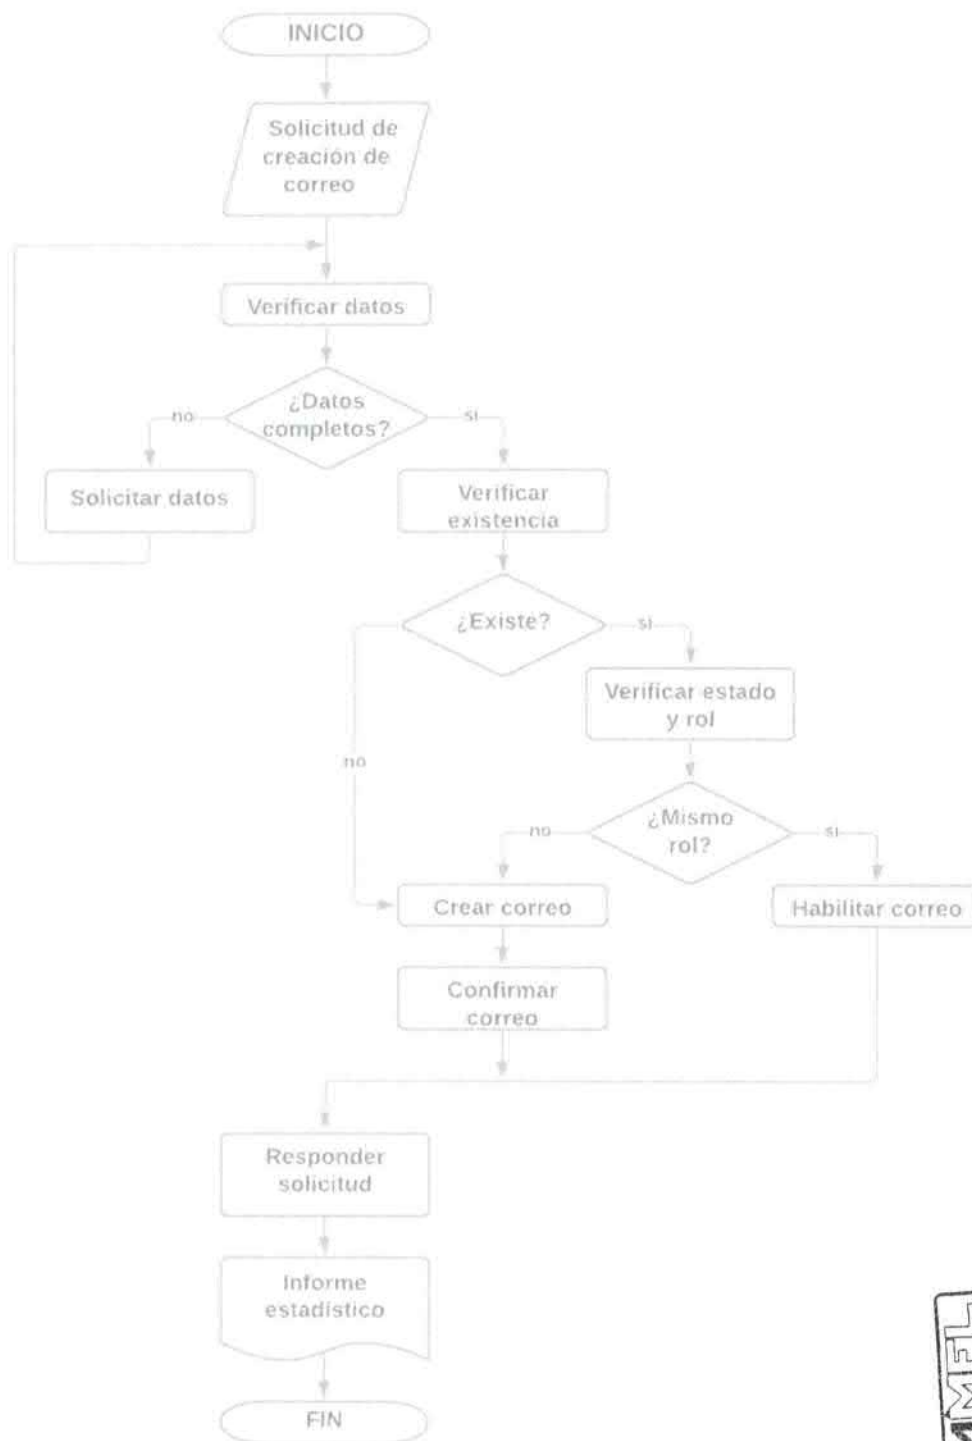 INICIO
Solicitud de
creación de
correo
Verificar datos
¿Datos
completos?
no
si
Solicitar datos
Verificar
existencia
¿Existe?
si
no
Verificar estado
y rol
¿Mismo
rol?
no
si
Crear correo
Habilitar correo
Confirmar
correo
Responder
solicitud
Informe
estadístico
FIN